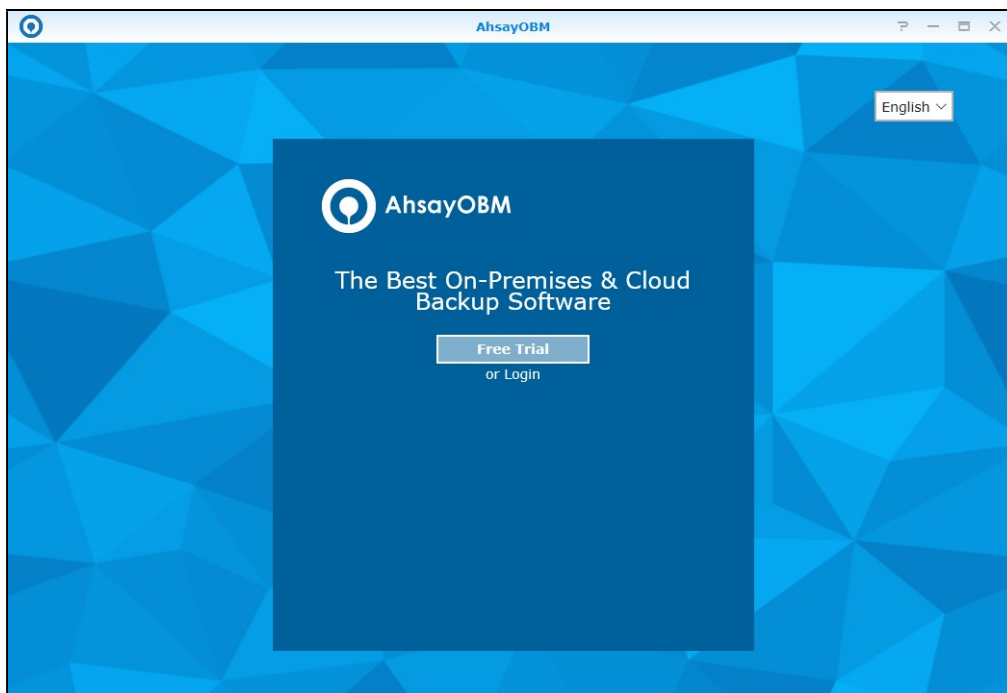 AhsayOBM
English
AhsayOBM
The Best On-Premises & Cloud
Backup Software
Free Trial
or Login